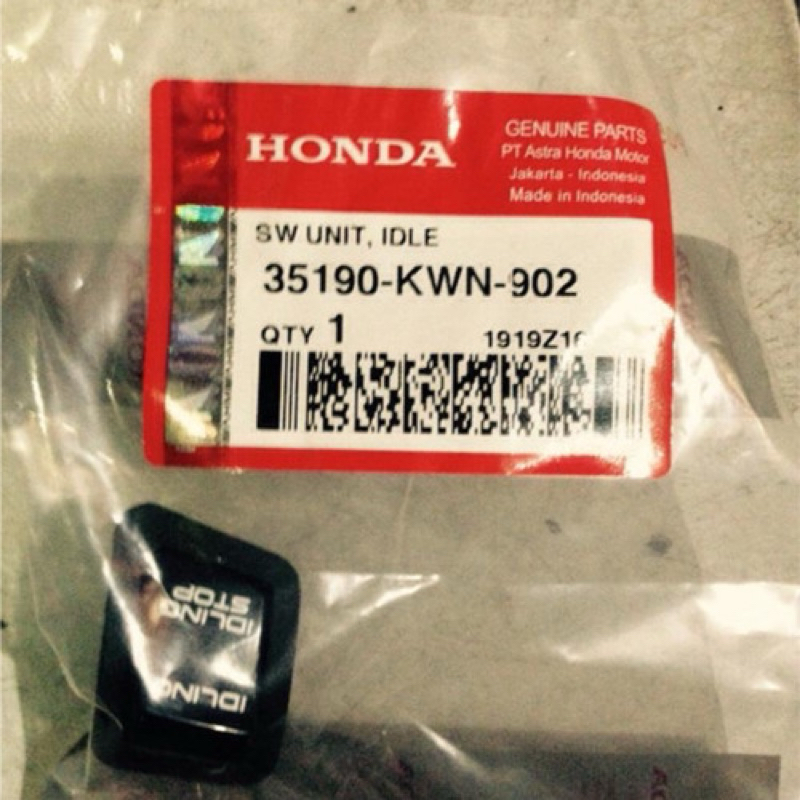 HONDA
GENUINE PARTS
PT Astra Honda Motor
Jakarta - Indonesia
Made in Indonesia
SW UNIT, IDLE
35190-KWN-902
QTY 1 1919Z16
IDLING
STOP
IDLING